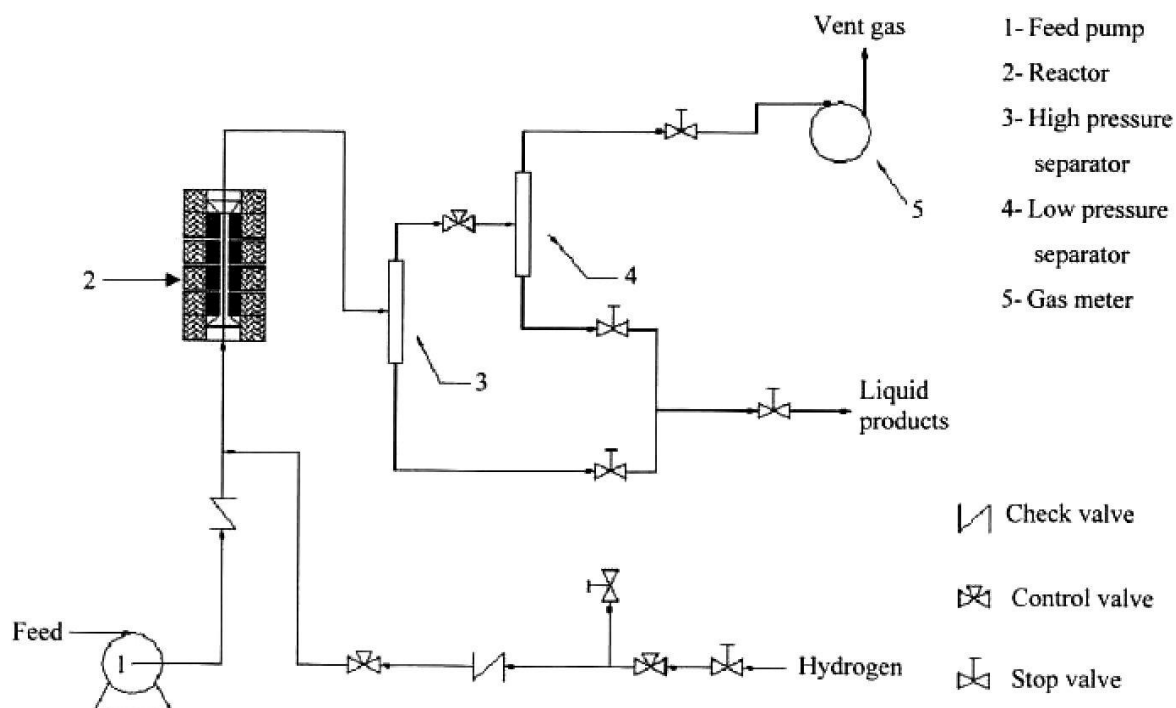 Vent gas
1- Feed pump
2- Reactor
3- High pressure
separator
4- Low pressure
separator
5- Gas meter
5
4
2
3
Liquid
products
Check valve
Control valve
Stop valve
Feed
1
Hydrogen